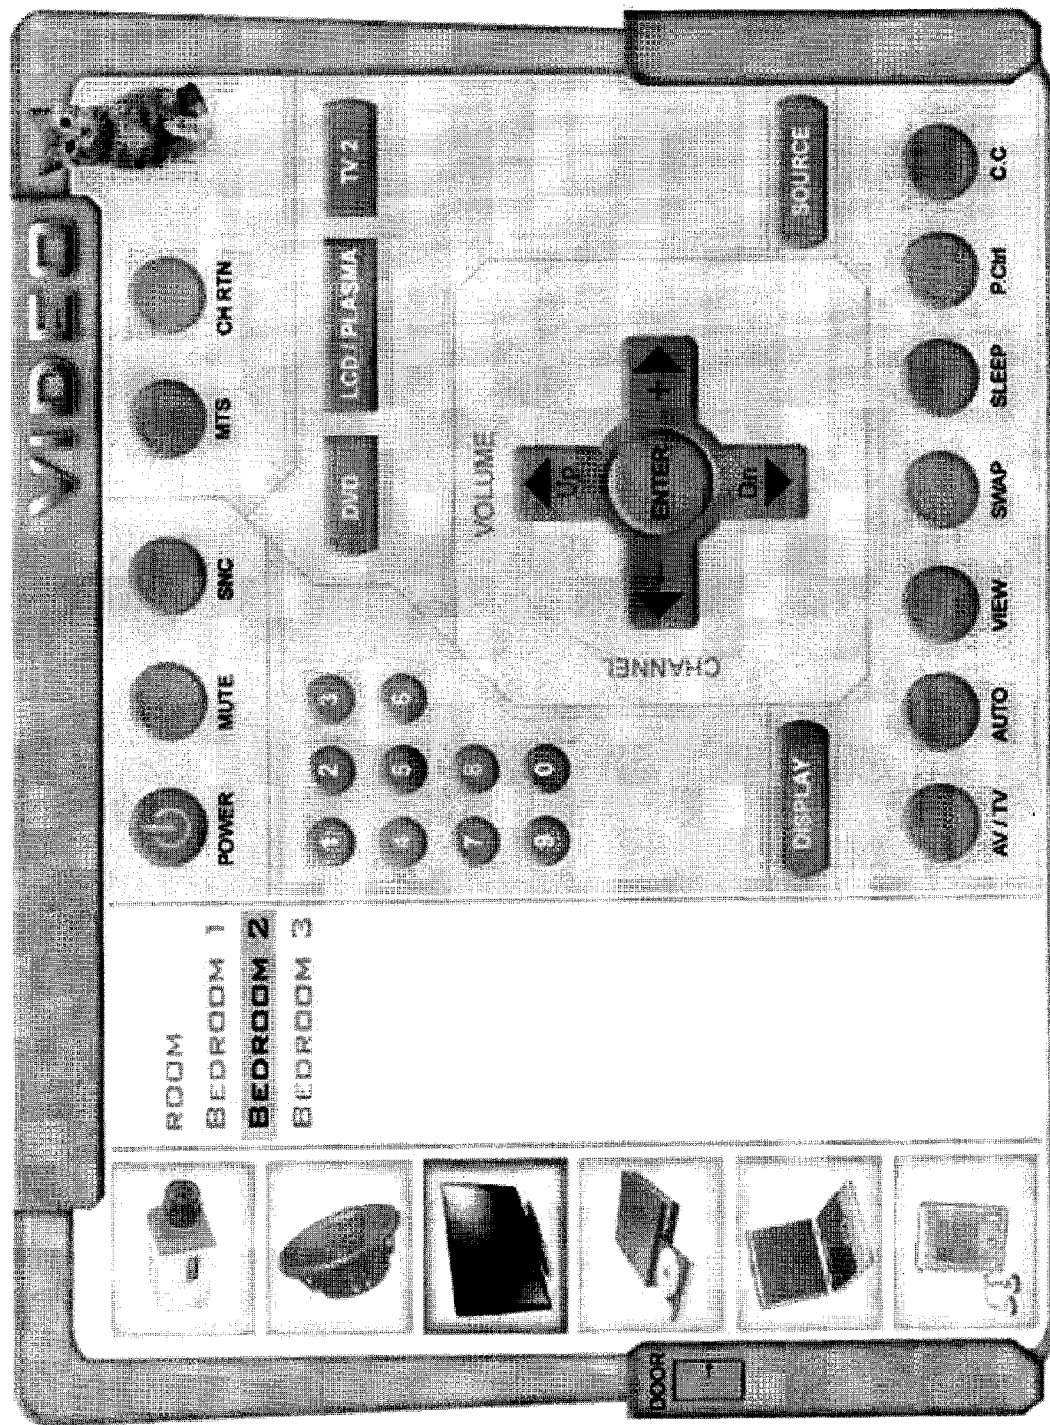 VIDEO
ROOM
BEDROOM 1
BEDROOM 2
BEDROOM 3
POWER
MUTE
SNC
MTS
CH RTN
1
2
3
4
5
6
7
8
9
0
DVD
LCD / PLASMA
TV 2
VOLUME
CHANNEL
Up
-
ENTER
+
Dn
DISPLAY
SOURCE
AV / TV
AUTO
VIEW
SWAP
SLEEP
P.Ctrl
C.C
DOOR